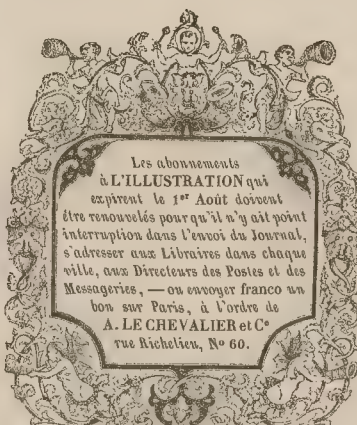 Les abonnements
à L'ILLUSTRATION qui
expirent le 1er Août doivent
être renouvelés pour qu'il n'y ait point
interruption dans l'envoi du Journal,
s'adresser aux Libraires dans chaque
ville, aux Directeurs des Postes et des
Messageries, — ou envoyer franco un
bon sur Paris, à l'ordre de
A. LE CHEVALIER et Ce
rue Richelieu, No 60.